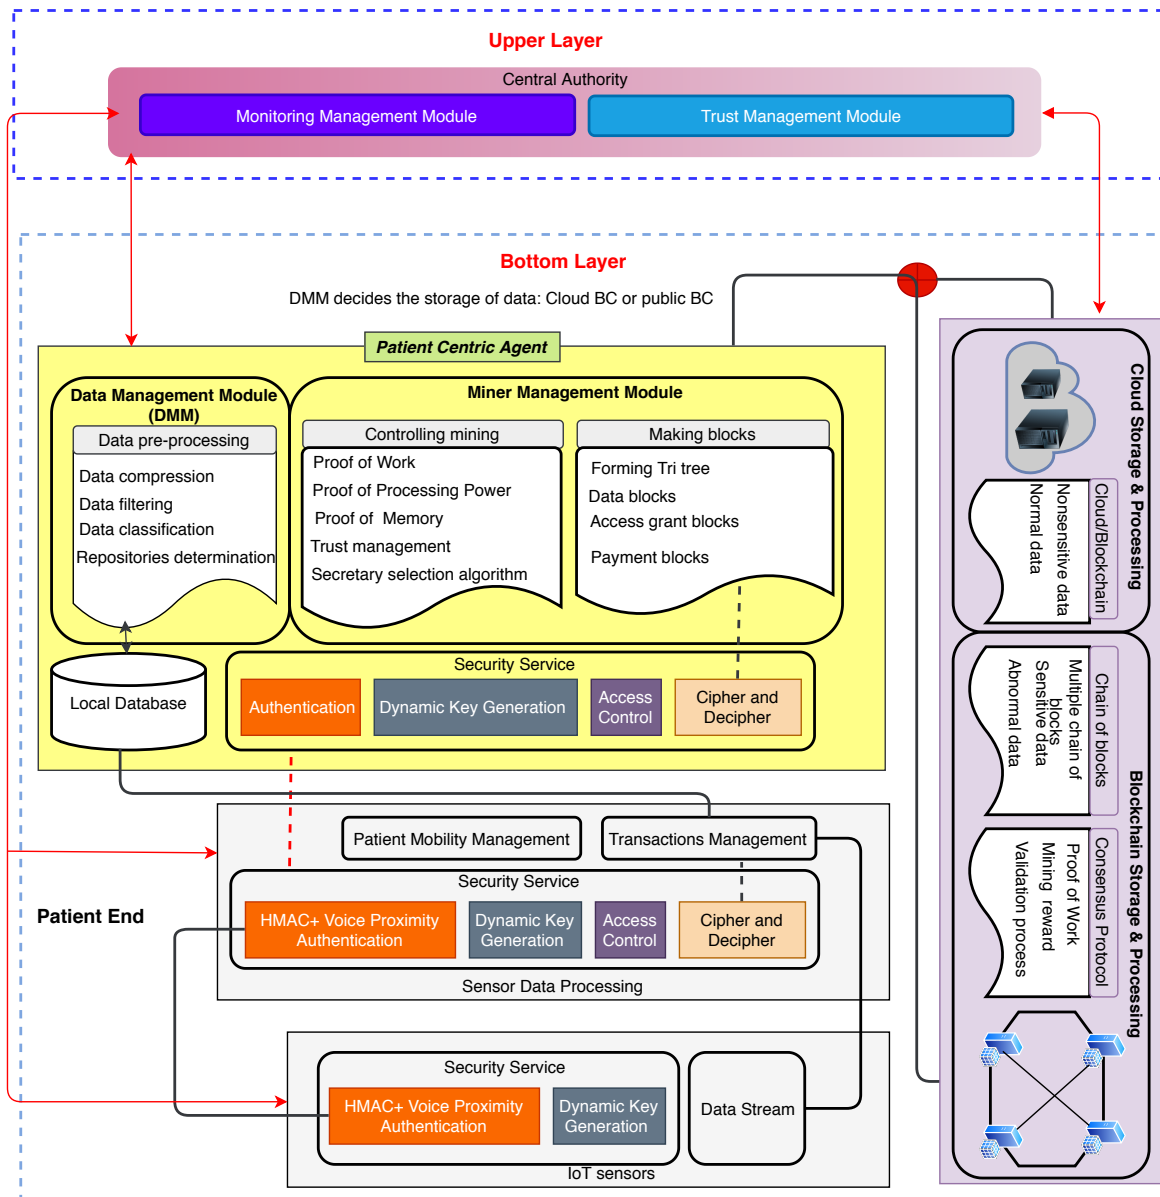 Upper Layer
Central Authority
Monitoring Management Module
Trust Management Module
Bottom Layer
DMM decides the storage of data: Cloud BC or public BC
Patient Centric Agent
Data Management Module
(DMM)
Data pre-processing
Data compression
Data filtering
Data classification
Repositories determination
Miner Management Module
Controlling mining
Proof of Work
Proof of Processing Power
Proof of Memory
Trust management
Secretary selection algorithm
Making blocks
Forming Tri tree
Data blocks
Access grant blocks
Payment blocks
Local Database
Security Service
Authentication
Dynamic Key Generation
Access
Control
Cipher and
Decipher
Patient End
Patient Mobility Management
Transactions Management
Security Service
HMAC+ Voice Proximity
Authentication
Dynamic Key
Generation
Access
Control
Cipher and
Decipher
Sensor Data Processing
Security Service
HMAC+ Voice Proximity
Authentication
Dynamic Key
Generation
Data Stream
IoT sensors
Cloud Storage & Processing
Cloud/Blockchain
Nonsensitive data
Normal data
Blockchain Storage & Processing
Chain of blocks
Multiple chain of
blocks
Sensitive data
Abnormal data
Consensus Protocol
Proof of Work
Mining reward
Validation process